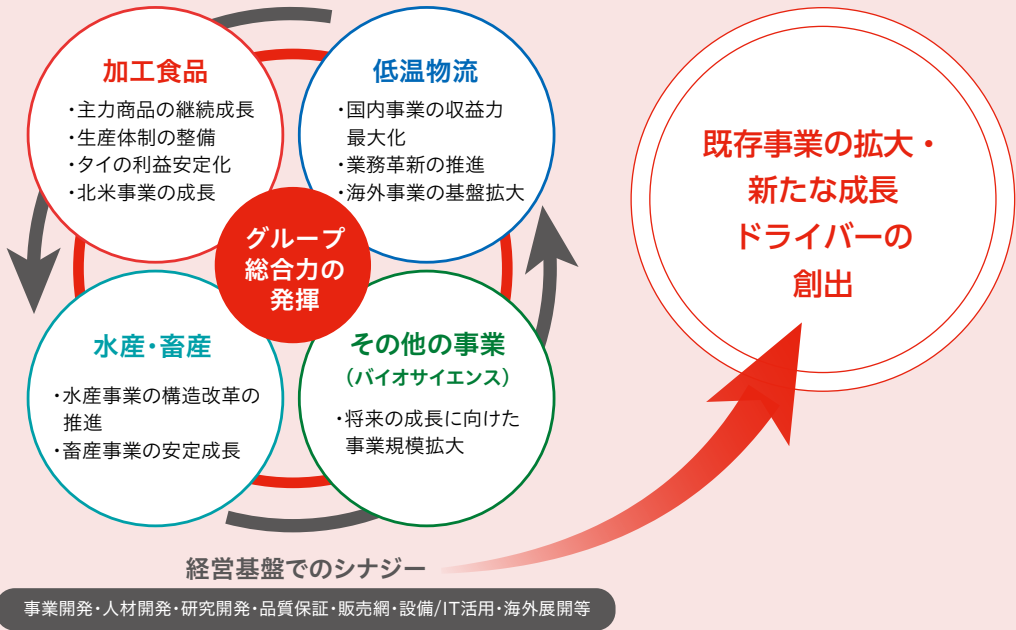 加工食品
・主力商品の継続成長
・生産体制の整備
・タイの利益安定化
・北米事業の成長
低温物流
・国内事業の収益力
最大化
・業務革新の推進
・海外事業の基盤拡大
グループ
総合力の
発揮
水産・畜産
・水産事業の構造改革の
推進
・畜産事業の安定成長
その他の事業
（バイオサイエンス）
・将来の成長に向けた
事業規模拡大
既存事業の拡大・
新たな成長
ドライバーの
創出
経営基盤でのシナジー
事業開発・人材開発・研究開発・品質保証・販売網・設備/IT活用・海外展開等